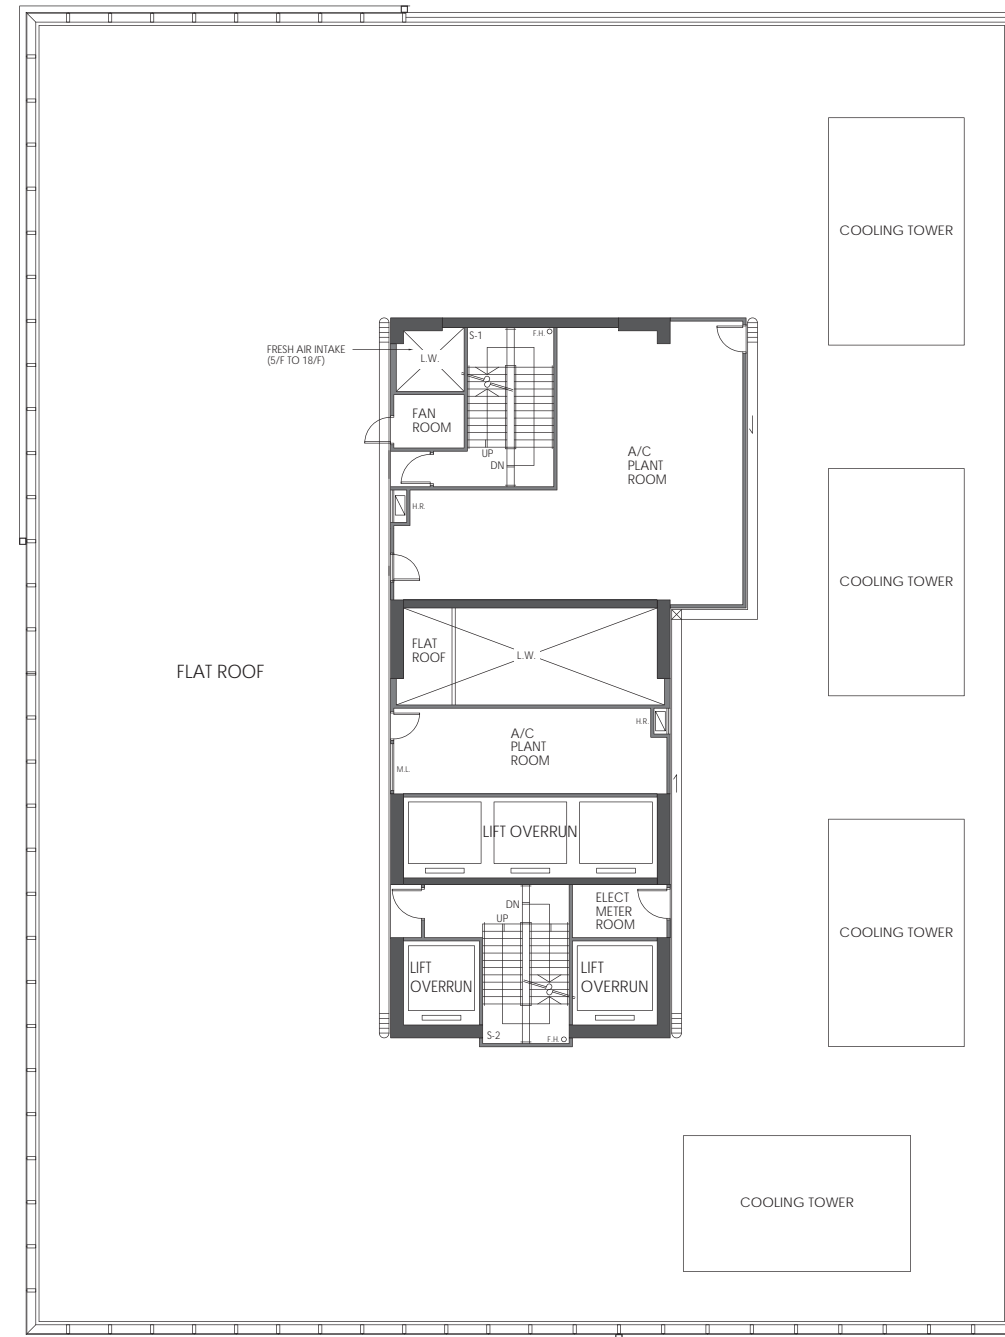 COOLING TOWER
S-1
F.H.
FRESH AIR INTAKE
(5/F TO 18/F)
L.W.
FAN
ROOM
UP
DN
A/C
PLANT
ROOM
H.R.
COOLING TOWER
FLAT
ROOF
L.W.
FLAT ROOF
H.R.
A/C
PLANT
ROOM
M.L.
LIFT OVERRUN
DN
UP
ELECT
METER
ROOM
COOLING TOWER
LIFT
OVERRUN
LIFT
OVERRUN
S-2
F.H.
COOLING TOWER